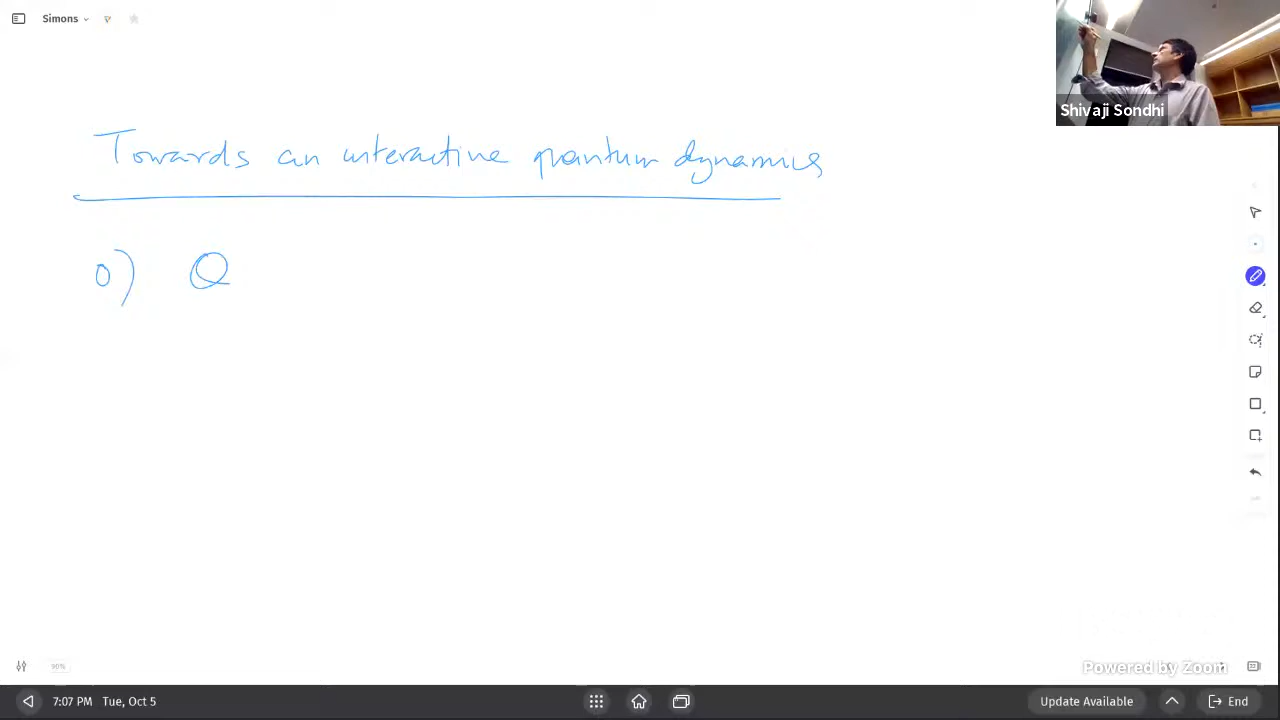 Simons
Shivaji Sondhi
Towards an interactive quantum dynamics
0) Q
90%
Powered by Zoom
7:07 PM Tue, Oct 5
Update Available
End